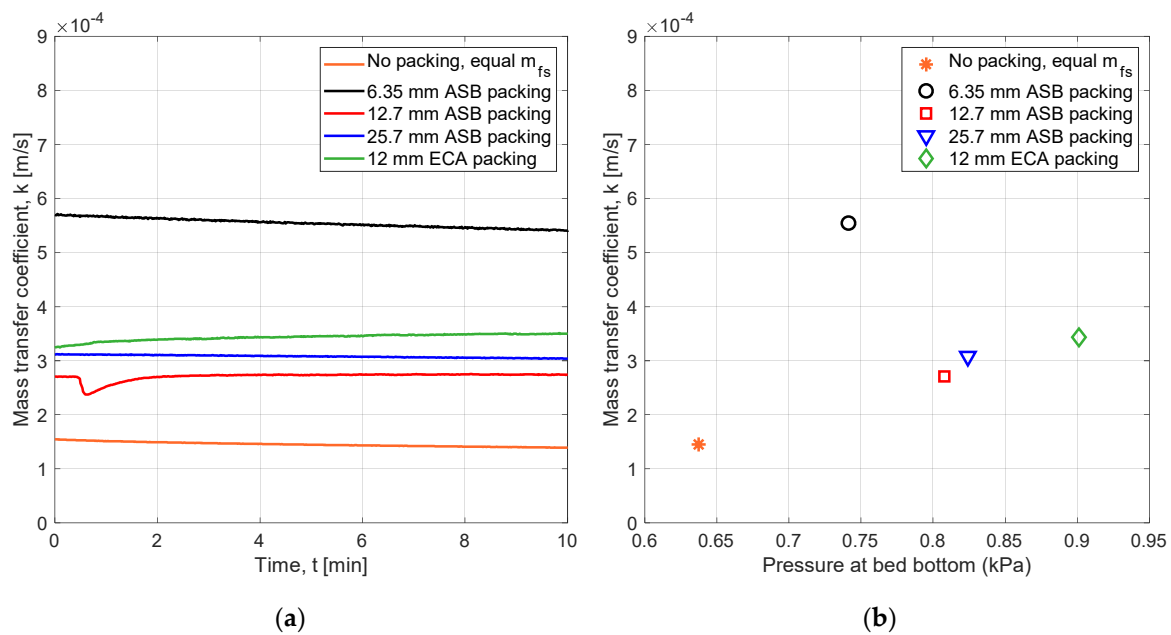 ×10⁻⁴
9
8
7
6
5
4
3
2
1
0
Mass transfer coefficient, k [m/s]
No packing, equal m_fs
6.35 mm ASB packing
12.7 mm ASB packing
25.7 mm ASB packing
12 mm ECA packing
0 2 4 6 8 10
Time, t [min]
(a)
×10⁻⁴
9
8
7
6
5
4
3
2
1
0
Mass transfer coefficient, k [m/s]
No packing, equal m_fs
6.35 mm ASB packing
12.7 mm ASB packing
25.7 mm ASB packing
12 mm ECA packing
0.6 0.65 0.7 0.75 0.8 0.85 0.9 0.95
Pressure at bed bottom (kPa)
(b)